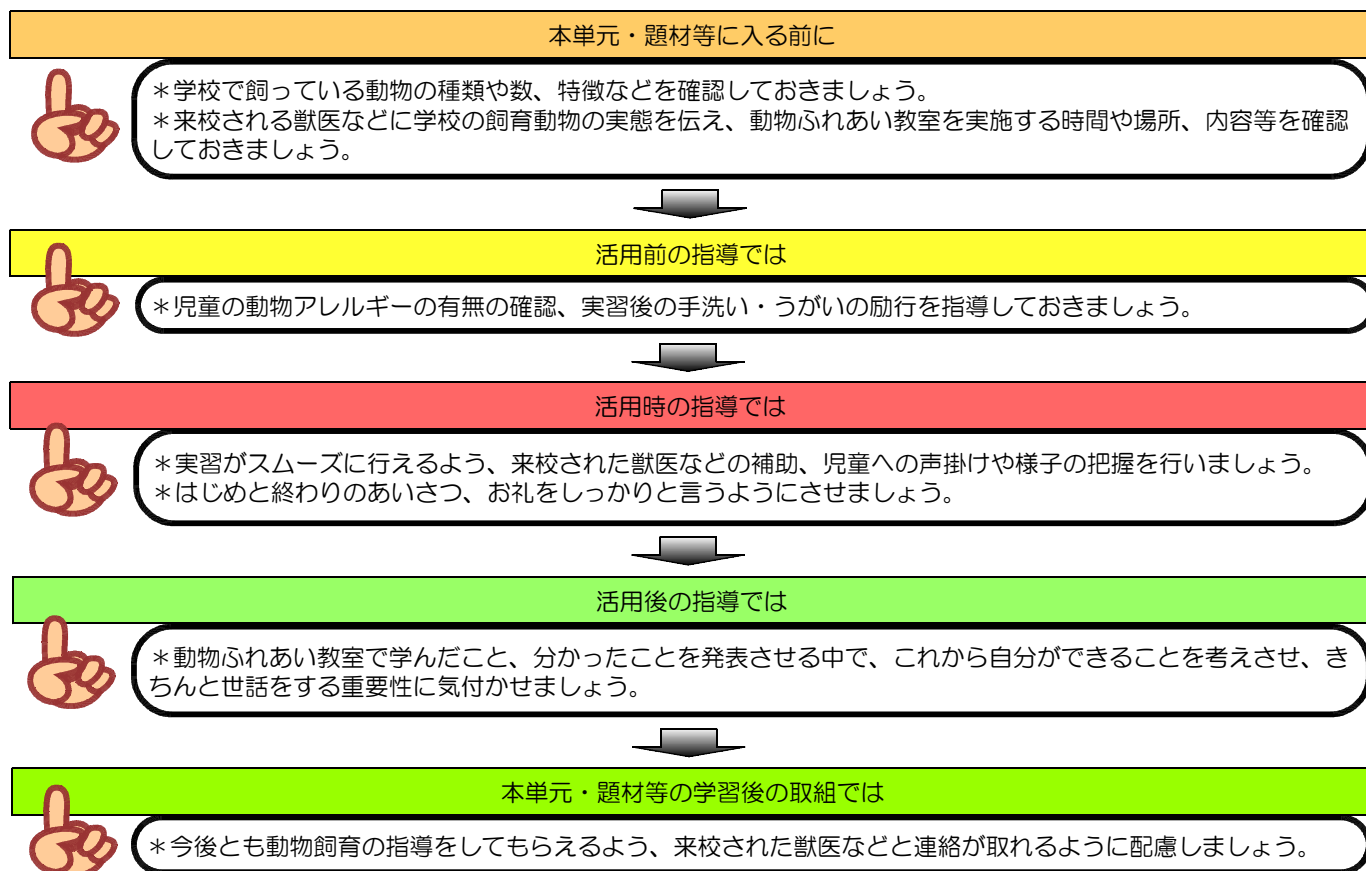 本単元・題材等に入る前に
＊学校で飼っている動物の種類や数、特徴などを確認しておきましょう。
＊来校される獣医などに学校の飼育動物の実態を伝え、動物ふれあい教室を実施する時間や場所、内容等を確認
しておきましょう。
活用前の指導では
＊児童の動物アレルギーの有無の確認、実習後の手洗い・うがいの励行を指導しておきましょう。
活用時の指導では
＊実習がスムーズに行えるよう、来校された獣医などの補助、児童への声掛けや様子の把握を行いましょう。
＊はじめと終わりのあいさつ、お礼をしっかりと言うようにさせましょう。
活用後の指導では
＊動物ふれあい教室で学んだこと、分かったことを発表させる中で、これから自分ができることを考えさせ、き
ちんと世話をする重要性に気付かせましょう。
本単元・題材等の学習後の取組では
＊今後とも動物飼育の指導をしてもらえるよう、来校された獣医などと連絡が取れるように配慮しましょう。